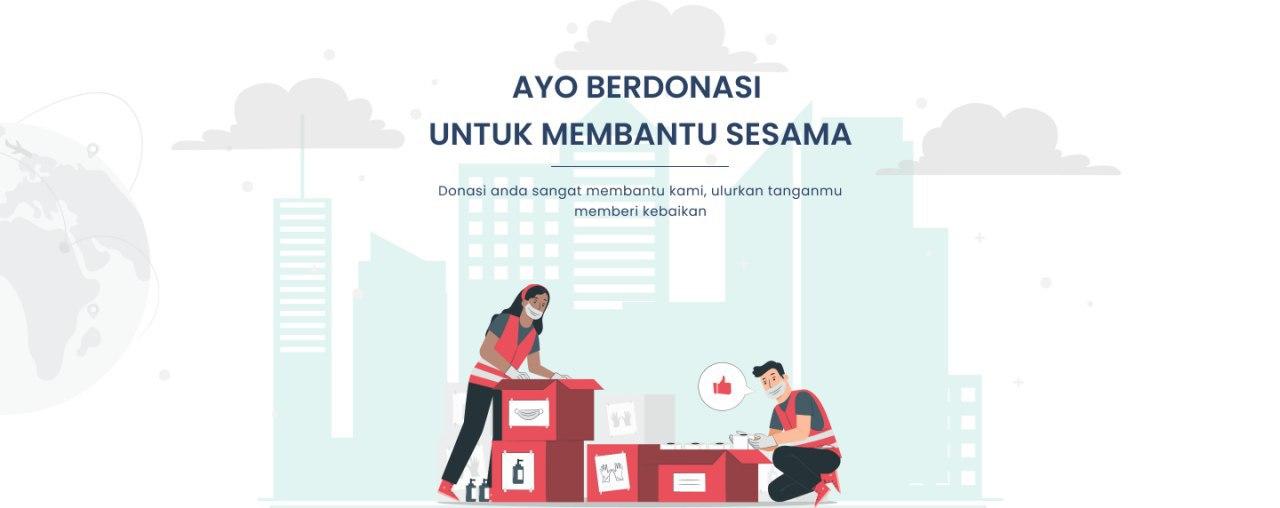 AYO BERDONASI
UNTUK MEMBANTU SESAMA
Donasi anda sangat membantu kami, ulurkan tanganmu
memberi kebaikan